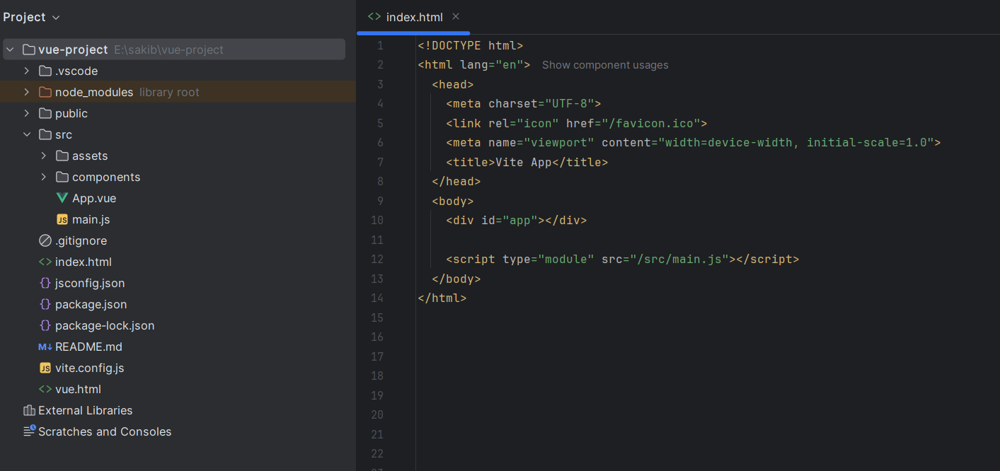 Project
vue-project E:\sakib\vue-project
.vscode
node_modules library root
public
src
assets
components
App.vue
JS main.js
.gitignore
<> index.html
{} jsconfig.json
{} package.json
{} package-lock.json
M↓ README.md
JS vite.config.js
<> vue.html
External Libraries
Scratches and Consoles
<> index.html ×
1 <!DOCTYPE html>
2 <html lang="en"> Show component usages
3   <head>
4     <meta charset="UTF-8">
5     <link rel="icon" href="/favicon.ico">
6     <meta name="viewport" content="width=device-width, initial-scale=1.0">
7     <title>Vite App</title>
8   </head>
9   <body>
10     <div id="app"></div>
11
12     <script type="module" src="/src/main.js"></script>
13   </body>
14 </html>
15
16
17
18
19
20
21
22